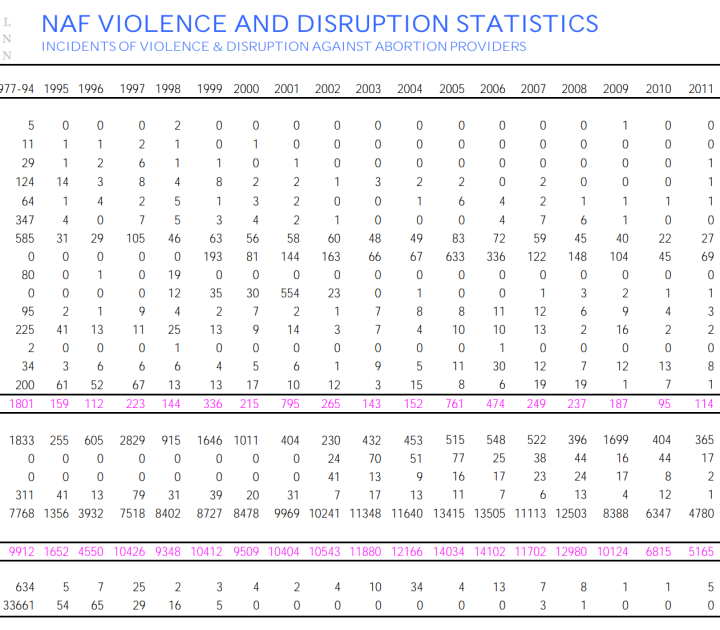 L
NAF VIOLENCE AND DISRUPTION STATISTICS
N
INCIDENTS OF VIOLENCE & DISRUPTION AGAINST ABORTION PROVIDERS
N
977-94 1995 1996 1997 1998 1999 2000 2001 2002 2003 2004 2005 2006 2007 2008 2009 2010 2011
5 0 0 0 2 0 0 0 0 0 0 0 0 0 0 1 0 0
11 1 1 2 1 0 1 0 0 0 0 0 0 0 0 0 0 0
29 1 2 6 1 1 0 1 0 0 0 0 0 0 0 0 0 1
124 14 3 8 4 8 2 2 1 3 2 2 0 2 0 0 0 1
64 1 4 2 5 1 3 2 0 0 1 6 4 2 1 1 1 1
347 4 0 7 5 3 4 2 1 0 0 0 4 7 6 1 0 0
585 31 29 105 46 63 56 58 60 48 49 83 72 59 45 40 22 27
0 0 0 0 0 193 81 144 163 66 67 633 336 122 148 104 45 69
80 0 1 0 19 0 0 0 0 0 0 0 0 0 0 0 0 0
0 0 0 0 12 35 30 554 23 0 1 0 0 1 3 2 1 1
95 2 1 9 4 2 7 2 1 7 8 8 11 12 6 9 4 3
225 41 13 11 25 13 9 14 3 7 4 10 10 13 2 16 2 2
2 0 0 0 1 0 0 0 0 0 0 0 1 0 0 0 0 0
34 3 6 6 6 4 5 6 1 9 5 11 30 12 7 12 13 8
200 61 52 67 13 13 17 10 12 3 15 8 6 19 19 1 7 1
1801 159 112 223 144 336 215 795 265 143 152 761 474 249 237 187 95 114
1833 255 605 2829 915 1646 1011 404 230 432 453 515 548 522 396 1699 404 365
0 0 0 0 0 0 0 0 24 70 51 77 25 38 44 16 44 17
0 0 0 0 0 0 0 0 41 13 9 16 17 23 24 17 8 2
311 41 13 79 31 39 20 31 7 17 13 11 7 6 13 4 12 1
7768 1356 3932 7518 8402 8727 8478 9969 10241 11348 11640 13415 13505 11113 12503 8388 6347 4780
9912 1652 4550 10426 9348 10412 9509 10404 10543 11880 12166 14034 14102 11702 12980 10124 6815 5165
634 5 7 25 2 3 4 2 4 10 34 4 13 7 8 1 1 5
33661 54 65 29 16 5 0 0 0 0 0 0 0 3 1 0 0 0